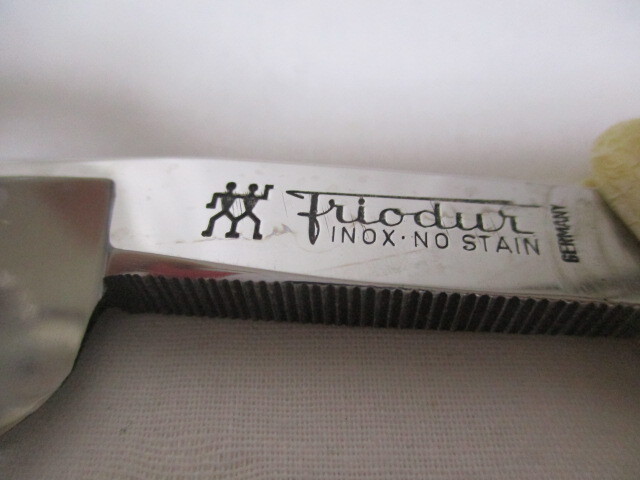 Friodur
INOX·NO STAIN
GERMANY